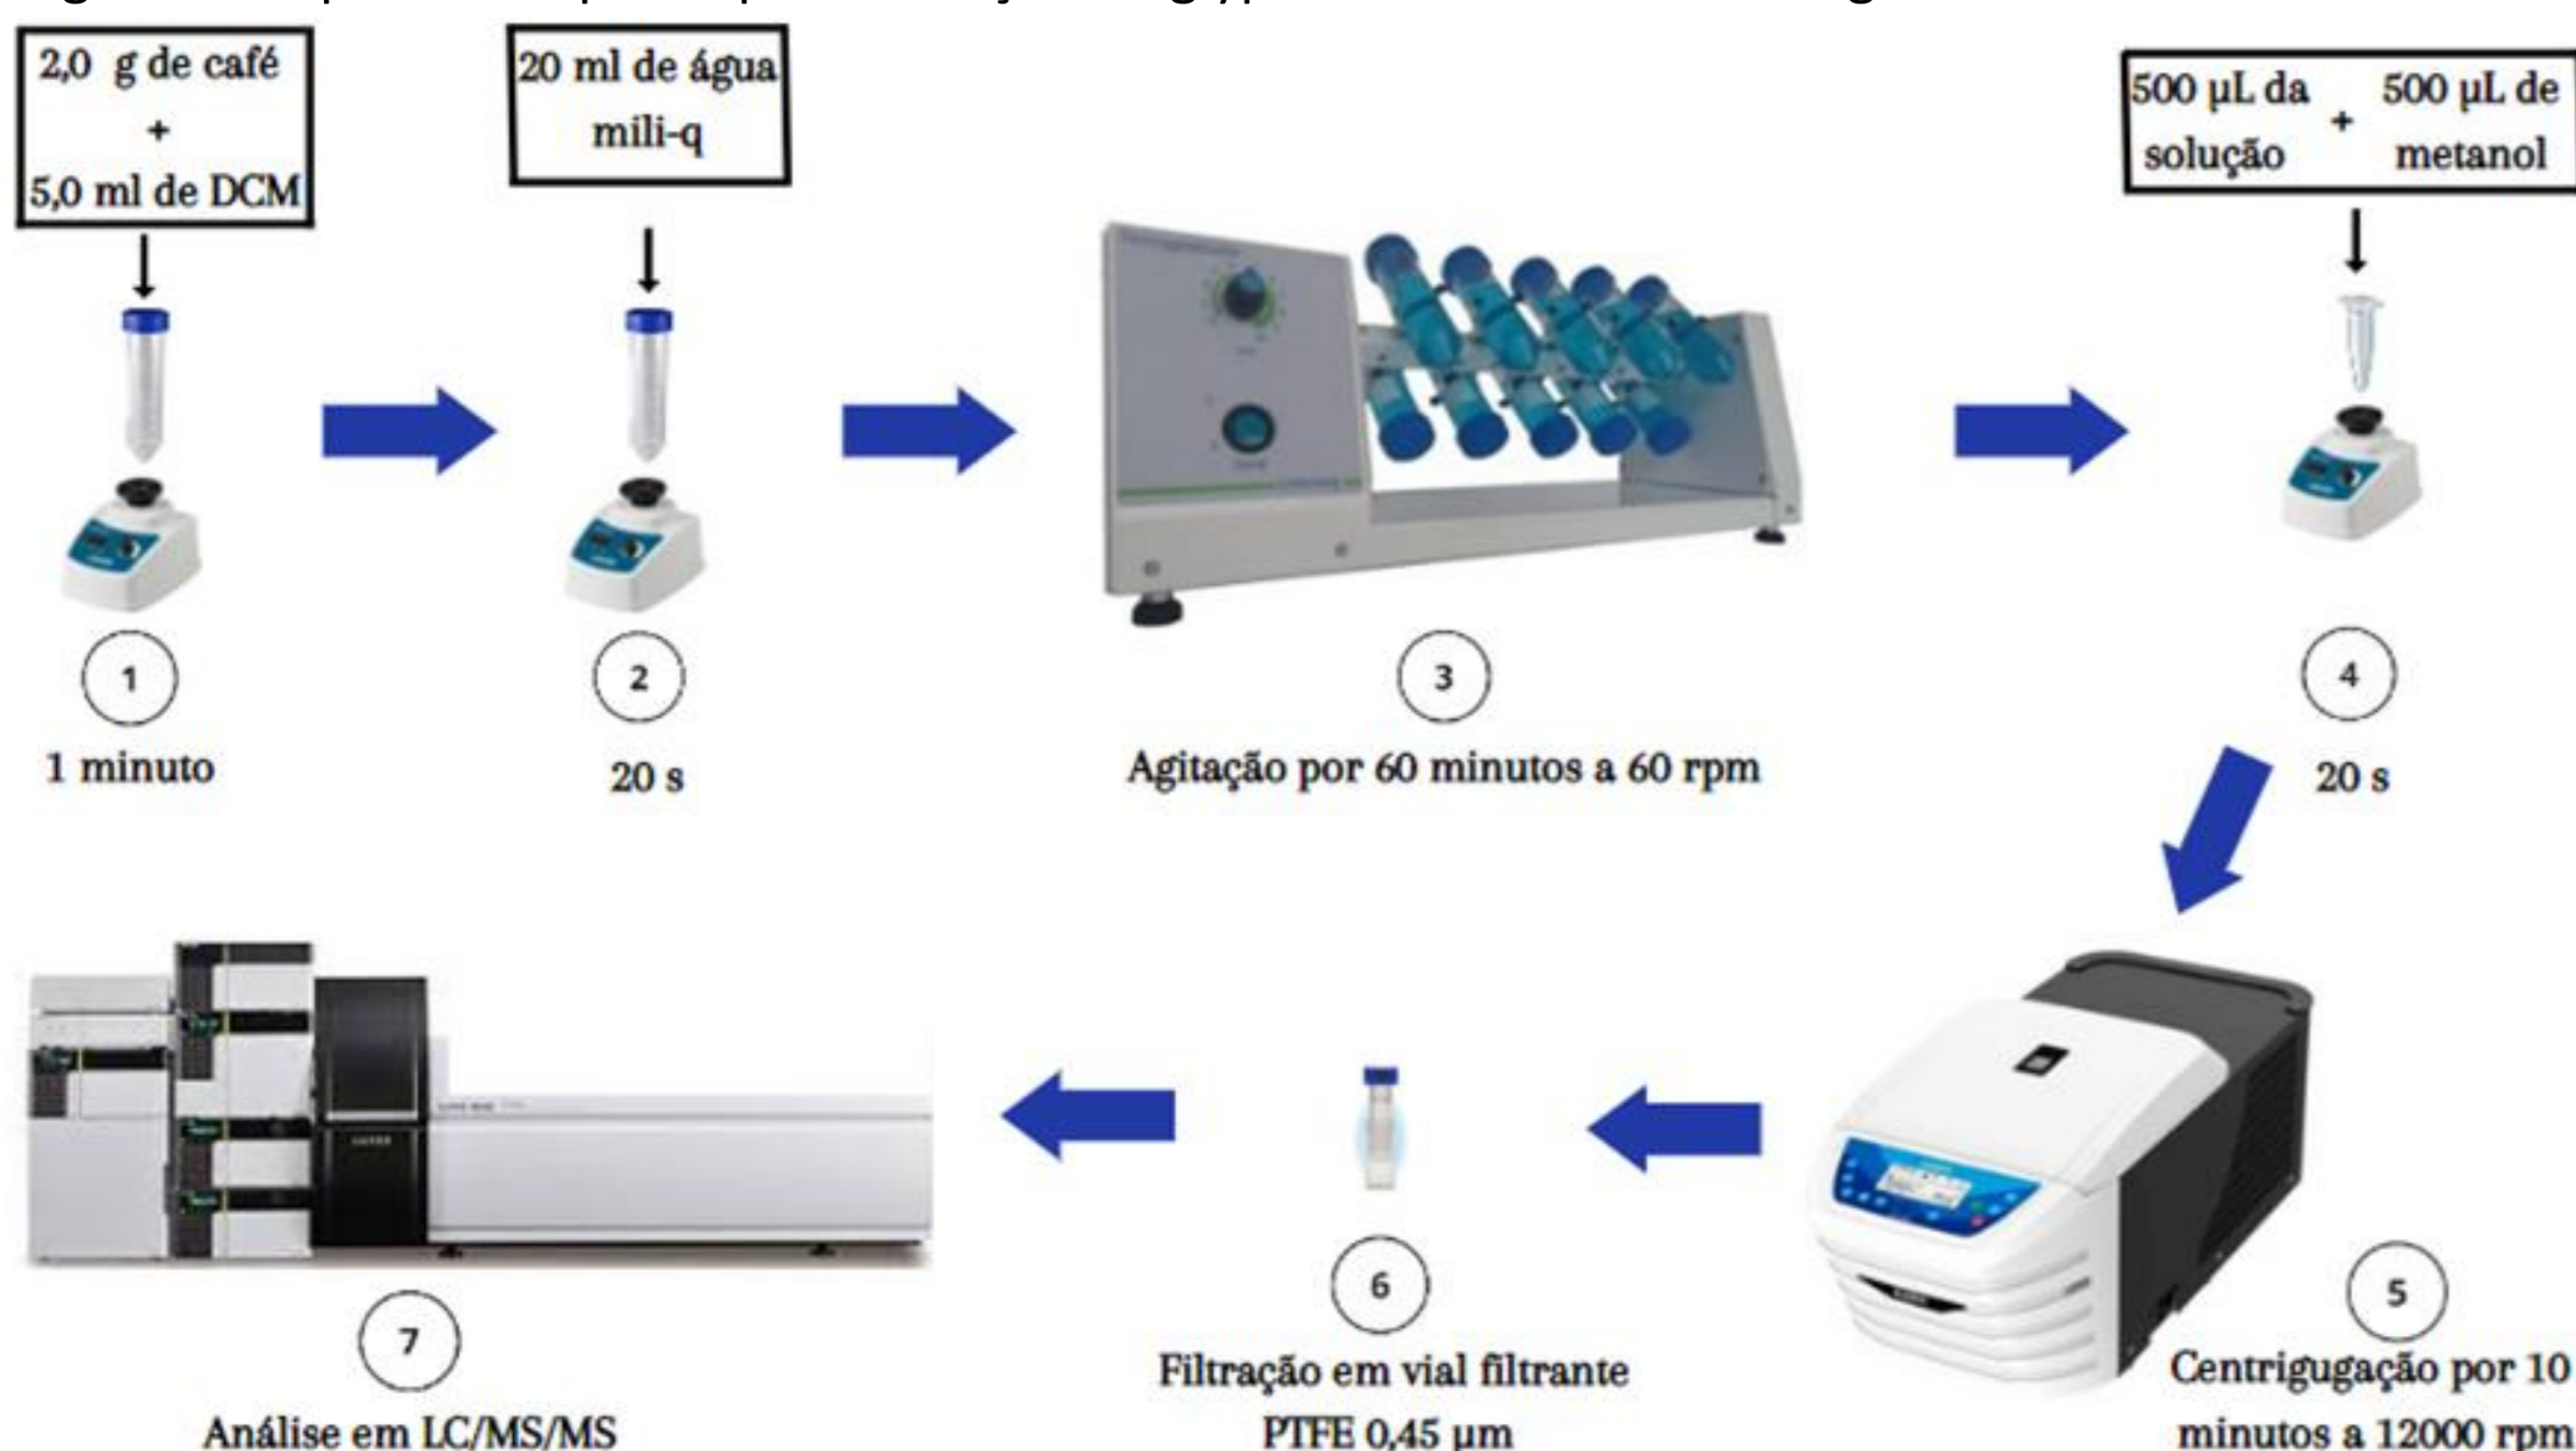 2,0 g de café
+
5,0 ml de DCM
20 ml de água
mili-q
500 µL da
solução
+
500 µL de
metanol
1
1 minuto
2
20 s
3
Agitação por 60 minutos a 60 rpm
4
20 s
7
Análise em LC/MS/MS
6
Filtração em vial filtrante
PTFE 0,45 µm
5
Centrigugação por 10
minutos a 12000 rpm